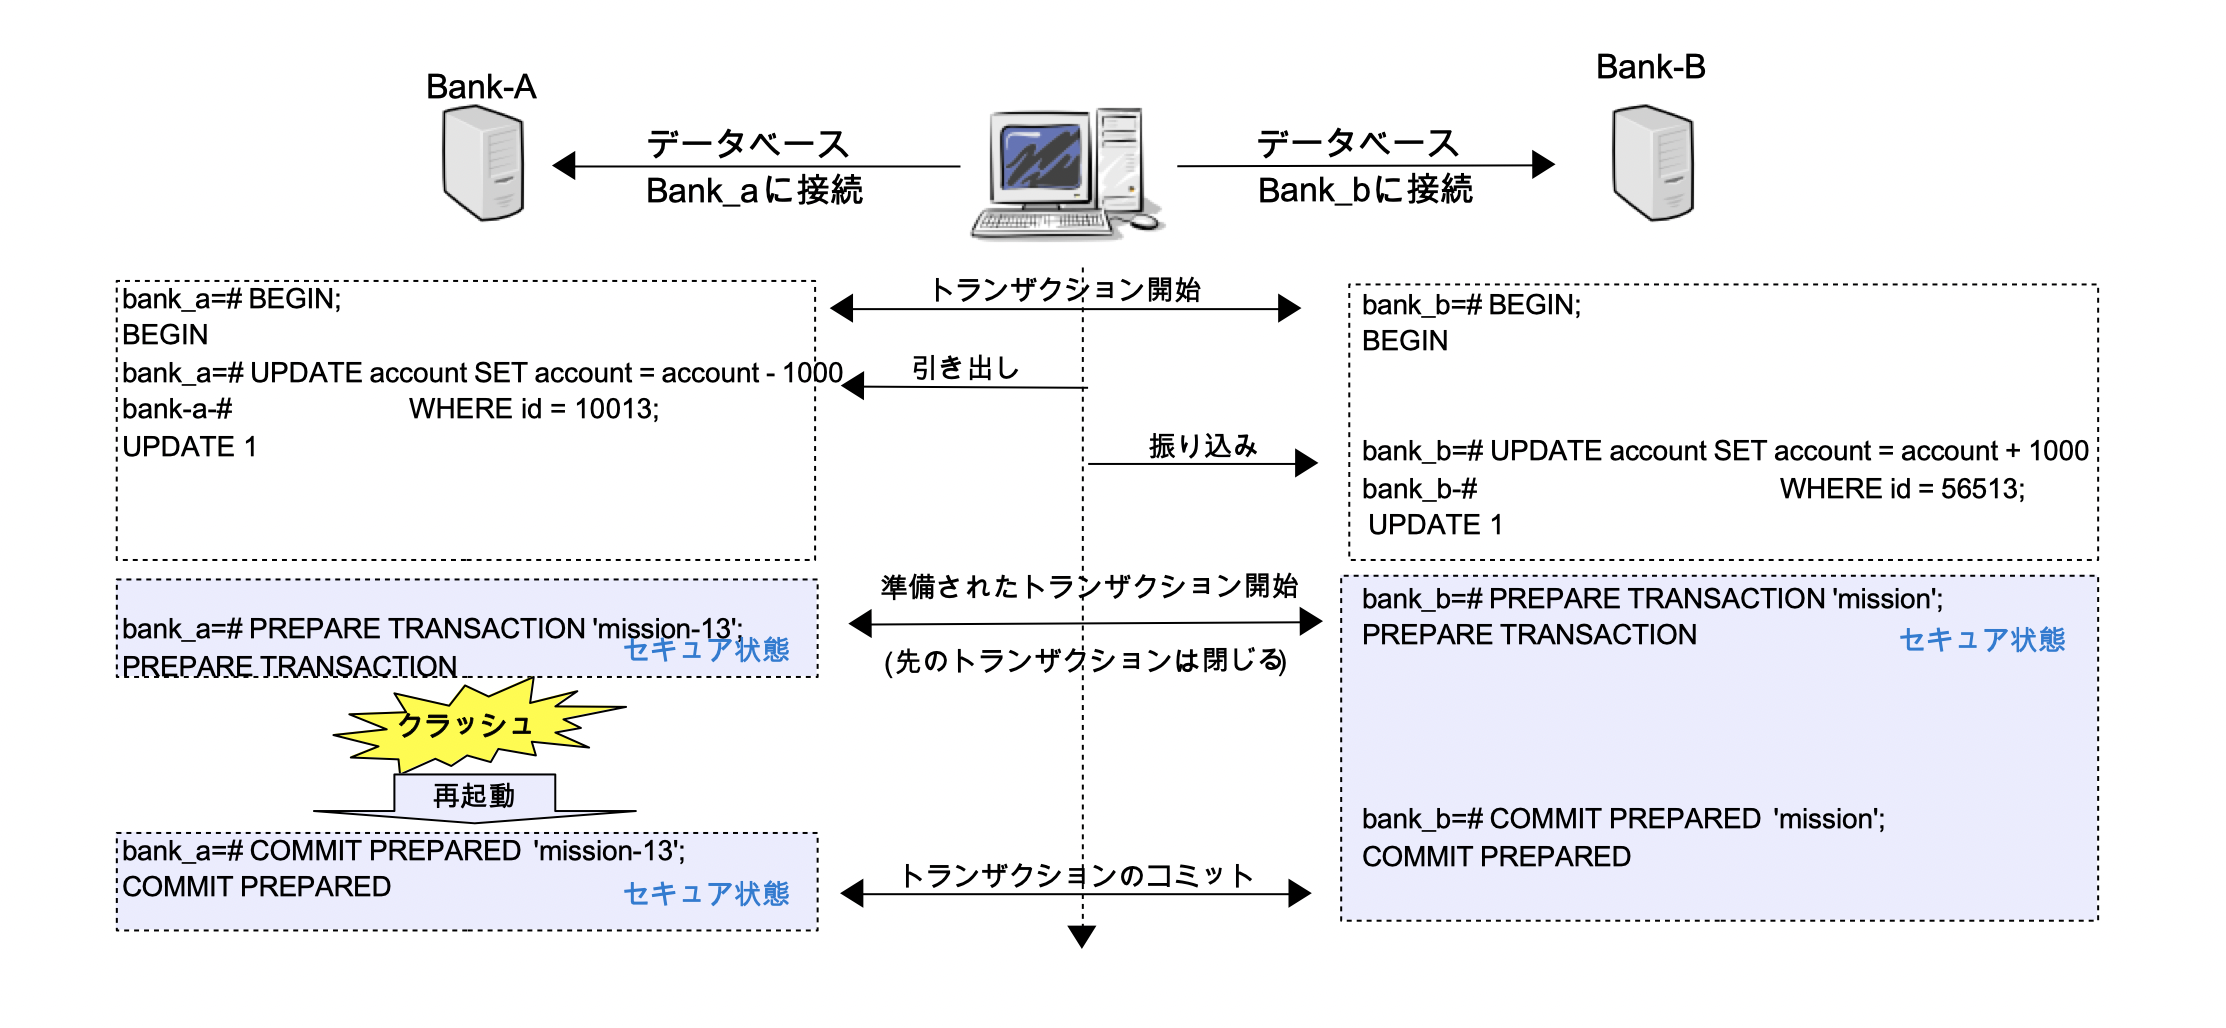 Bank-A
Bank-B
データベース
Bank_aに接続
データベース
Bank_bに接続
トランザクション開始
bank_a=# BEGIN;
BEGIN
bank_a=# UPDATE account SET account = account - 1000
bank-a-# WHERE id = 10013;
UPDATE 1
bank_b=# BEGIN;
BEGIN
引き出し
振り込み
bank_b=# UPDATE account SET account = account + 1000
bank_b-# WHERE id = 56513;
UPDATE 1
準備されたトランザクション開始
(先のトランザクションは閉じる)
bank_a=# PREPARE TRANSACTION 'mission-13';
セキュア状態
PREPARE TRANSACTION
bank_b=# PREPARE TRANSACTION 'mission';
PREPARE TRANSACTION
セキュア状態
クラッシュ
再起動
bank_a=# COMMIT PREPARED 'mission-13';
COMMIT PREPARED
セキュア状態
トランザクションのコミット
bank_b=# COMMIT PREPARED 'mission';
COMMIT PREPARED